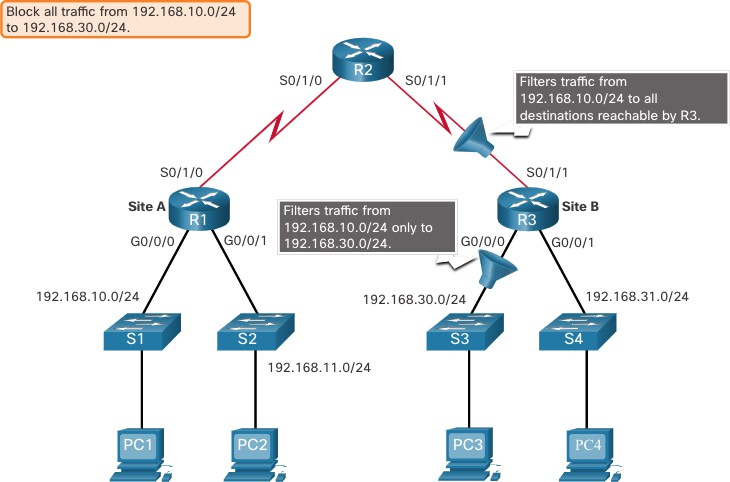 Block all traffic from 192.168.10.0/24
to 192.168.30.0/24.
R2
S0/1/0
S0/1/1
Filters traffic from
192.168.10.0/24 to all
destinations reachable by R3.
S0/1/0
S0/1/1
Site A
R1
Filters traffic from
192.168.10.0/24 only to
192.168.30.0/24.
R3
Site B
G0/0/0
G0/0/1
G0/0/0
G0/0/1
192.168.10.0/24
192.168.30.0/24
192.168.31.0/24
S1
S2
S3
S4
192.168.11.0/24
PC1
PC2
PC3
PC4